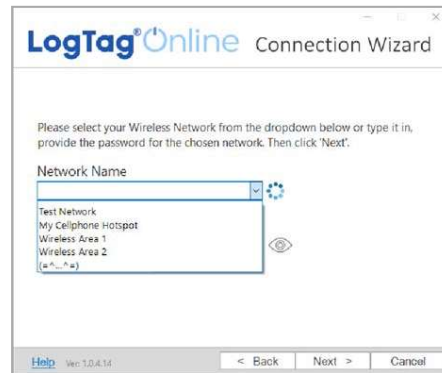 LogTag® Online Connection Wizard
Please select your Wireless Network from the dropdown below or type it in,
provide the password for the chosen network. Then click 'Next'.
Network Name
Test Network
My Cellphone Hotspot
Wireless Area 1
Wireless Area 2
(=^...^=)
Help Ver: 1.0.4.14 < Back Next > Cancel